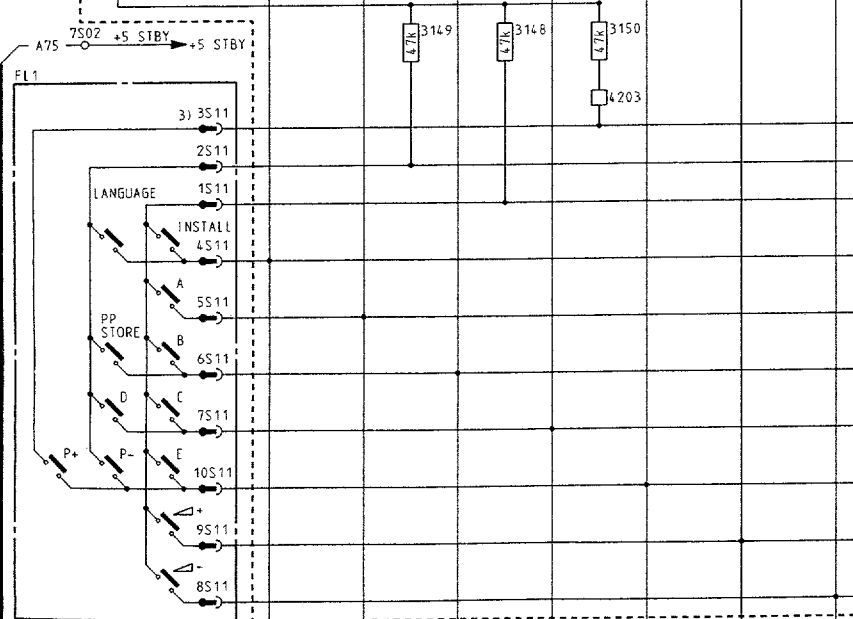 7S02 +5 STBY
A75 +5 STBY
FL1
3149 3148 3150
47k 47k 47k
4203
3) 3S11
2S11
LANGUAGE 1S11
INSTALL
4S11
A
5S11
PP
STORE B
6S11
D C
7S11
P+ P- E
10S11
+
9S11
-
8S11